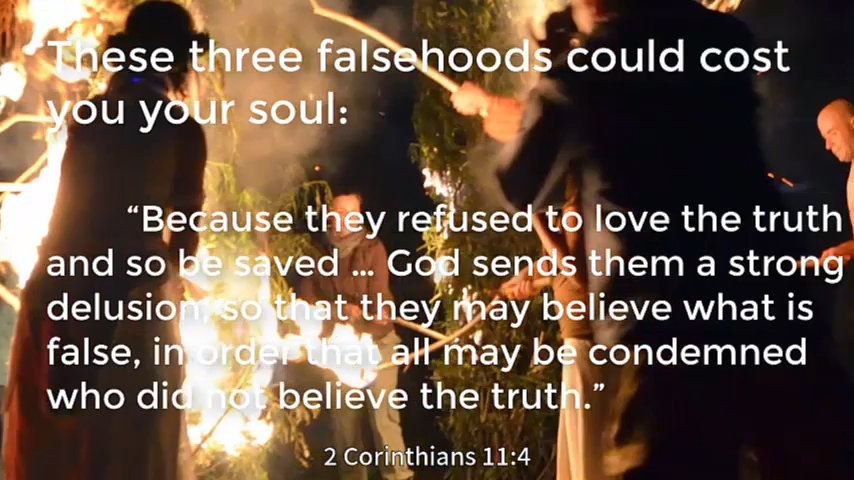 These three falsehoods could cost
you your soul:
“Because they refused to love the truth
and so be saved ... God sends them a strong
delusion, so that they may believe what is
false, in order that all may be condemned
who did not believe the truth.”
2 Corinthians 11:4